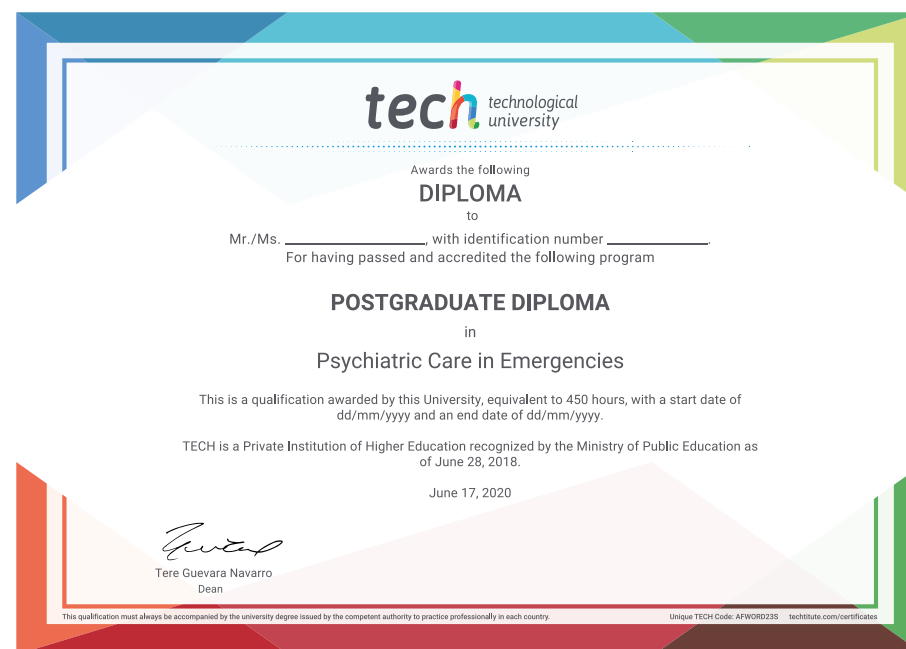 tech technological
university
Awards the following
DIPLOMA
to
Mr./Ms. ____________________, with identification number ______________.
For having passed and accredited the following program
POSTGRADUATE DIPLOMA
in
Psychiatric Care in Emergencies
This is a qualification awarded by this University, equivalent to 450 hours, with a start date of
dd/mm/yyyy and an end date of dd/mm/yyyy.
TECH is a Private Institution of Higher Education recognized by the Ministry of Public Education as
of June 28, 2018.
June 17, 2020
Tere Guevara Navarro
Dean
This qualification must always be accompanied by the university degree issued by the competent authority to practice professionally in each country.
Unique TECH Code: AFWORD23S techtitute.com/certificates